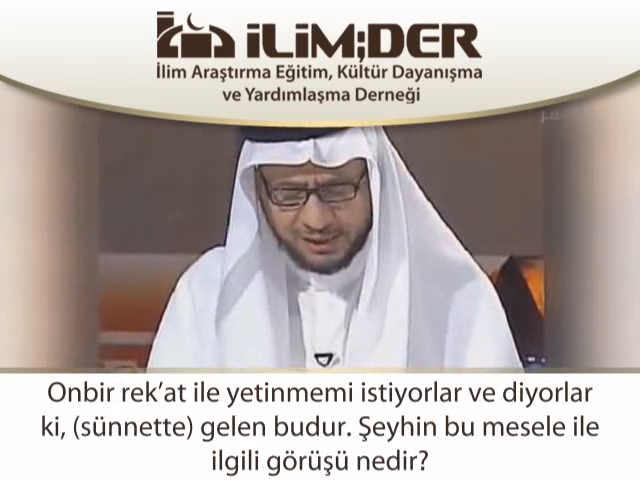 İLİM;DER
İlim Araştırma Eğitim, Kültür Dayanışma
ve Yardımlaşma Derneği
Onbir rek’at ile yetinmemi istiyorlar ve diyorlar
ki, (sünnette) gelen budur. Şeyhin bu mesele ile
ilgili görüşü nedir?